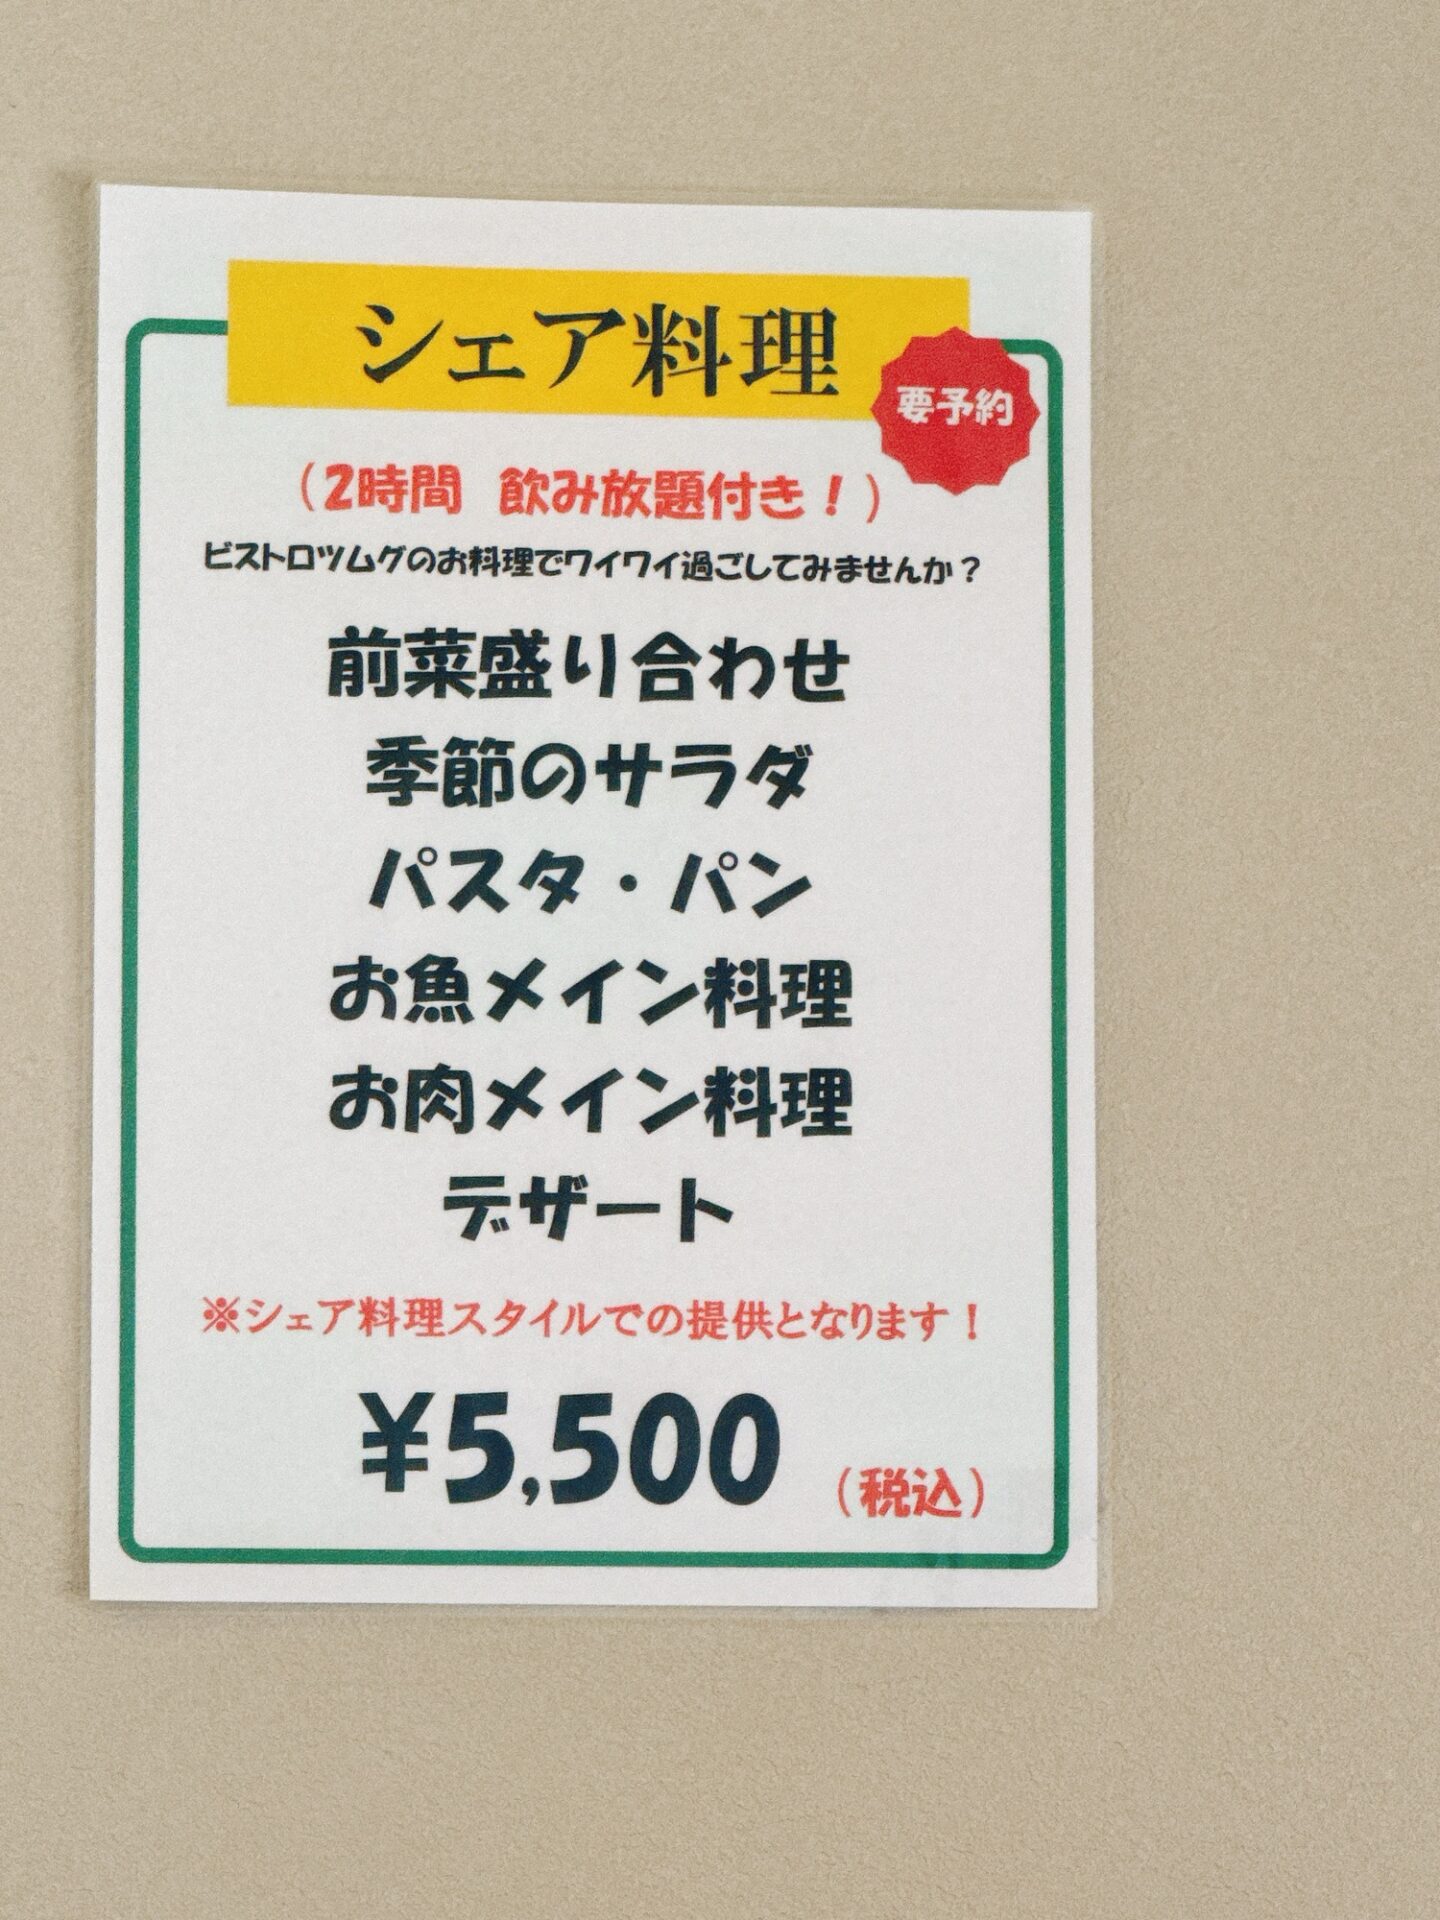 シェア料理
要予約
（2時間　飲み放題付き！）
ビストロツムグのお料理でワイワイ過ごしてみませんか？
前菜盛り合わせ
季節のサラダ
パスタ・パン
お魚メイン料理
お肉メイン料理
デザート
※シェア料理スタイルでの提供となります！
¥5,500
（税込）